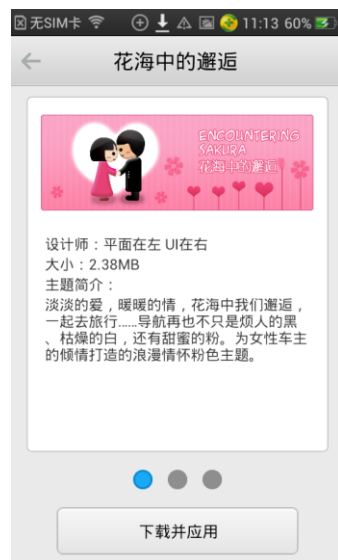 无SIM卡 11:13 60%
花海中的邂逅
ENCOUNTERING
SAKURA
花海中的邂逅
设计师：平面在左 UI在右
大小：2.38MB
主题简介：
淡淡的爱，暖暖的情，花海中我们邂逅，
一起去旅行......导航再也不只是烦人的黑
、枯燥的白，还有甜蜜的粉。为女性车主
的倾情打造的浪漫情怀粉色主题。
下载并应用